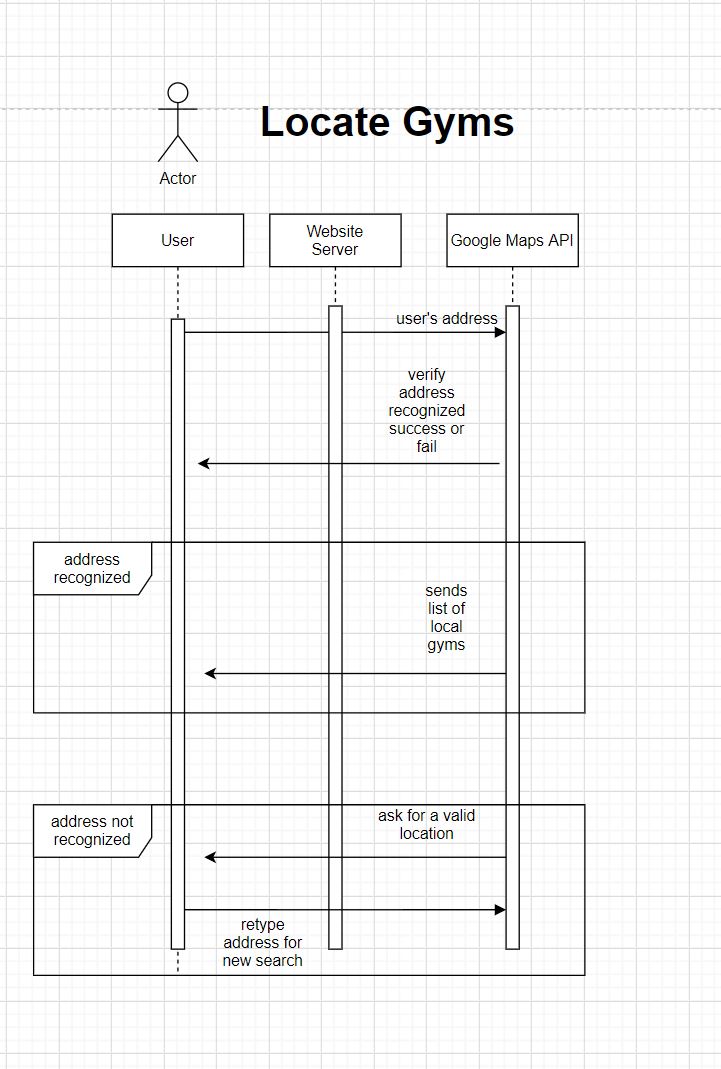 Locate Gyms
Actor
User
Website
Server
Google Maps API
user's address
verify
address
recognized
success or
fail
address
recognized
sends
list of
local
gyms
address not
recognized
ask for a valid
location
retype
address for
new search